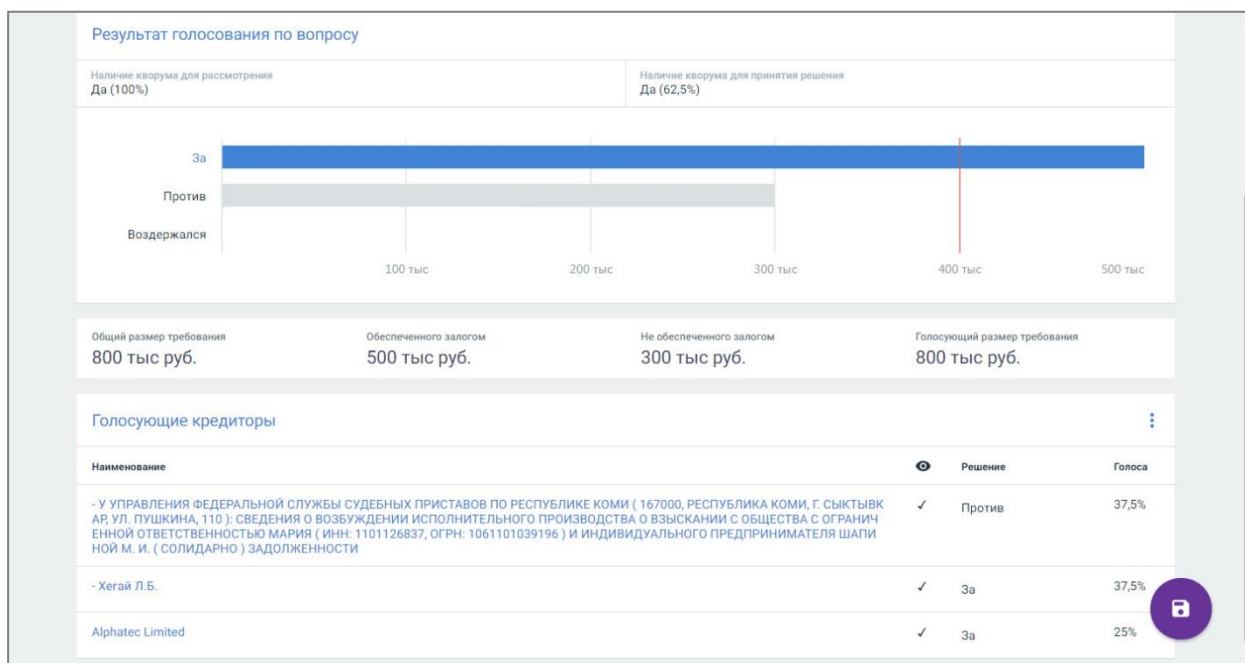 Результат голосования по вопросу
Наличие кворума для рассмотрения
Да (100%)
Наличие кворума для принятия решения
Да (62,5%)
За
Против
Воздержался
100 тыс 200 тыс 300 тыс 400 тыс 500 тыс
Общий размер требования
800 тыс руб.
Обеспеченного залогом
500 тыс руб.
Не обеспеченного залогом
300 тыс руб.
Голосующий размер требования
800 тыс руб.
Голосующие кредиторы
Наименование Решение Голоса
- У УПРАВЛЕНИЯ ФЕДЕРАЛЬНОЙ СЛУЖБЫ СУДЕБНЫХ ПРИСТАВОВ ПО РЕСПУБЛИКЕ КОМИ ( 167000, РЕСПУБЛИКА КОМИ, Г. СЫКТЫВК
АР, УЛ. ПУШКИНА, 110 ): СВЕДЕНИЯ О ВОЗБУЖДЕНИИ ИСПОЛНИТЕЛЬНОГО ПРОИЗВОДСТВА О ВЗЫСКАНИИ С ОБЩЕСТВА С ОГРАНИЧ
ЕННОЙ ОТВЕТСТВЕННОСТЬЮ МАРИЯ ( ИНН: 1101126837, ОГРН: 1061101039196 ) И ИНДИВИДУАЛЬНОГО ПРЕДПРИНИМАТЕЛЯ ШАПИ
НОЙ М. И. ( СОЛИДАРНО ) ЗАДОЛЖЕННОСТИ
Против 37,5%
- Хегай Л.Б. За 37,5%
Alphatec Limited За 25%